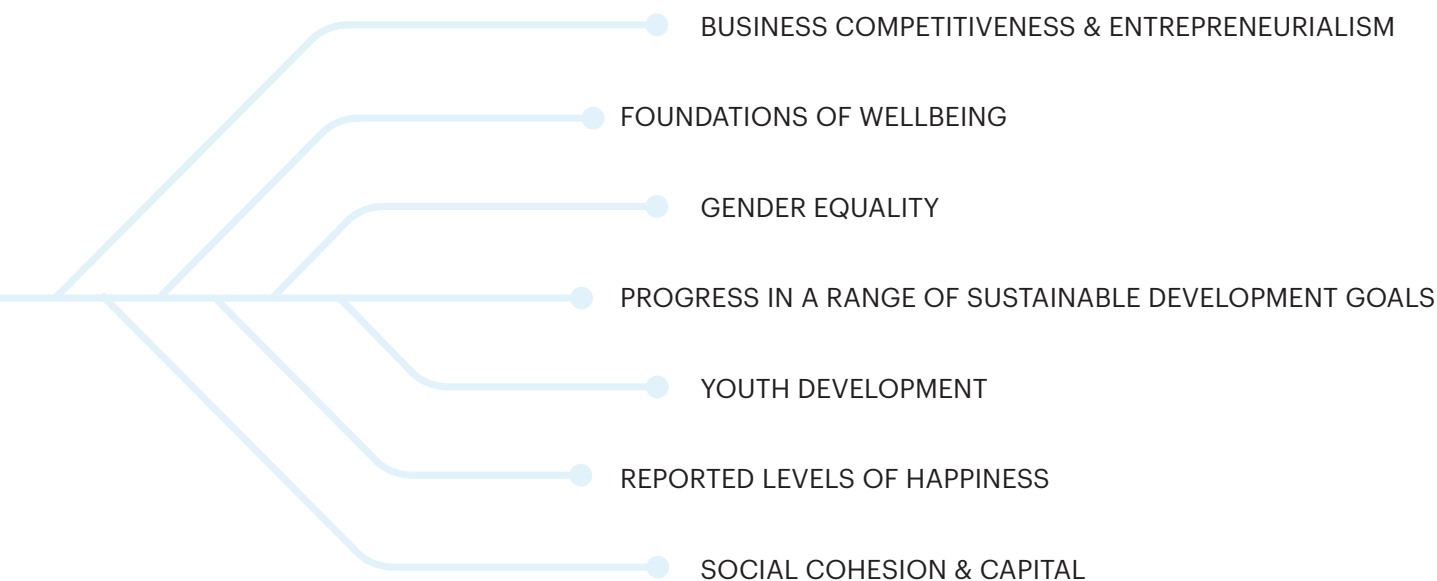 BUSINESS COMPETITIVENESS & ENTREPRENEURIALISM
FOUNDATIONS OF WELLBEING
GENDER EQUALITY
PROGRESS IN A RANGE OF SUSTAINABLE DEVELOPMENT GOALS
YOUTH DEVELOPMENT
REPORTED LEVELS OF HAPPINESS
SOCIAL COHESION & CAPITAL